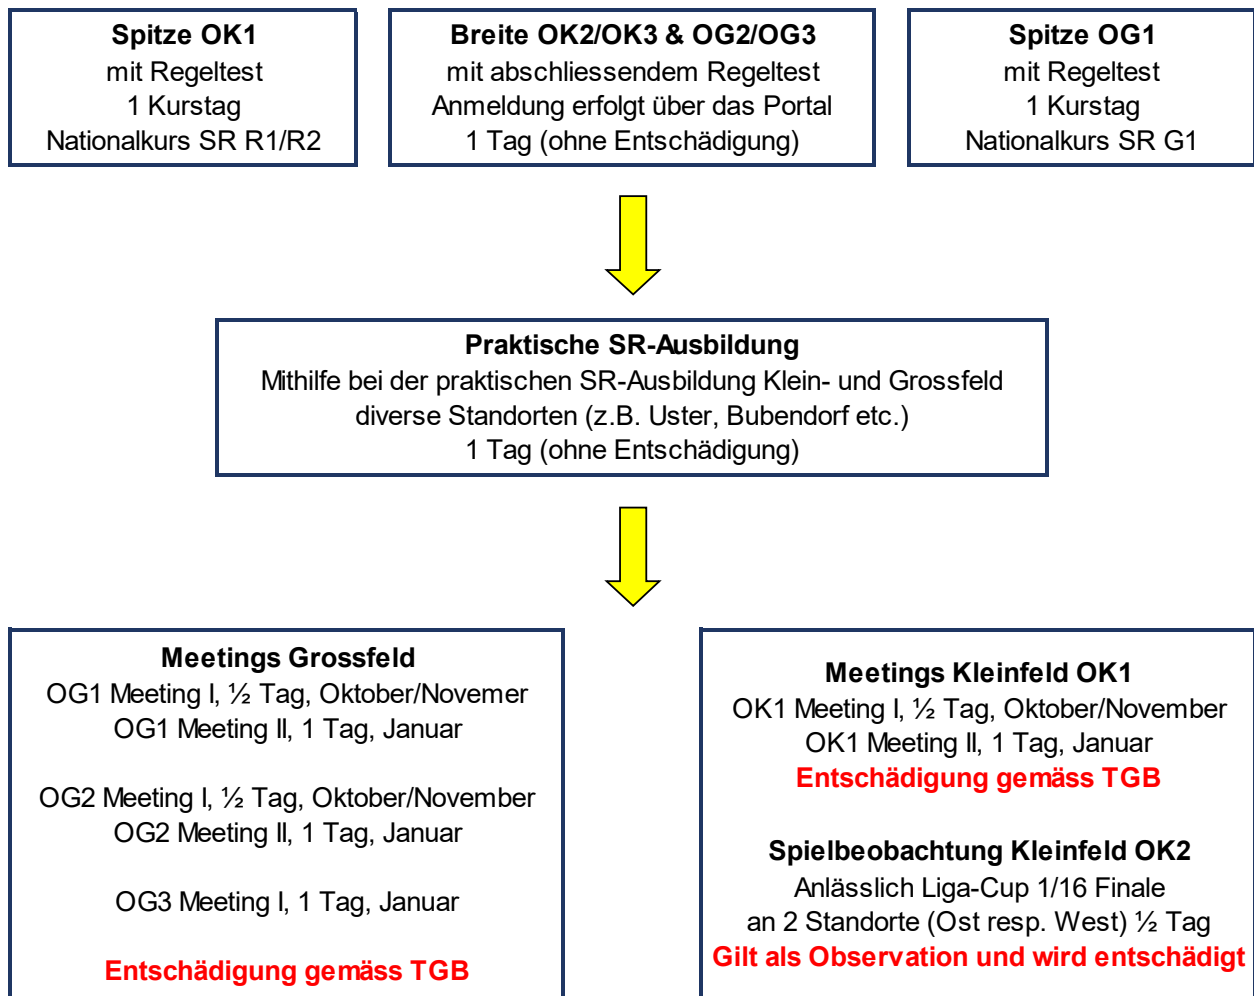 Spitze OK1
mit Regeltest
1 Kurstag
Nationalkurs SR R1/R2
Breite OK2/OK3 & OG2/OG3
mit abschliessendem Regeltest
Anmeldung erfolgt über das Portal
1 Tag (ohne Entschädigung)
Spitze OG1
mit Regeltest
1 Kurstag
Nationalkurs SR G1
Praktische SR-Ausbildung
Mithilfe bei der praktischen SR-Ausbildung Klein- und Grossfeld
diverse Standorten (z.B. Uster, Bubendorf etc.)
1 Tag (ohne Entschädigung)
Meetings Grossfeld
OG1 Meeting I, ½ Tag, Oktober/Novemer
OG1 Meeting II, 1 Tag, Januar
OG2 Meeting I, ½ Tag, Oktober/November
OG2 Meeting II, 1 Tag, Januar
OG3 Meeting I, 1 Tag, Januar
Entschädigung gemäss TGB
Meetings Kleinfeld OK1
OK1 Meeting I, ½ Tag, Oktober/November
OK1 Meeting II, 1 Tag, Januar
Entschädigung gemäss TGB
Spielbeobachtung Kleinfeld OK2
Anlässlich Liga-Cup 1/16 Finale
an 2 Standorte (Ost resp. West) ½ Tag
Gilt als Observation und wird entschädigt